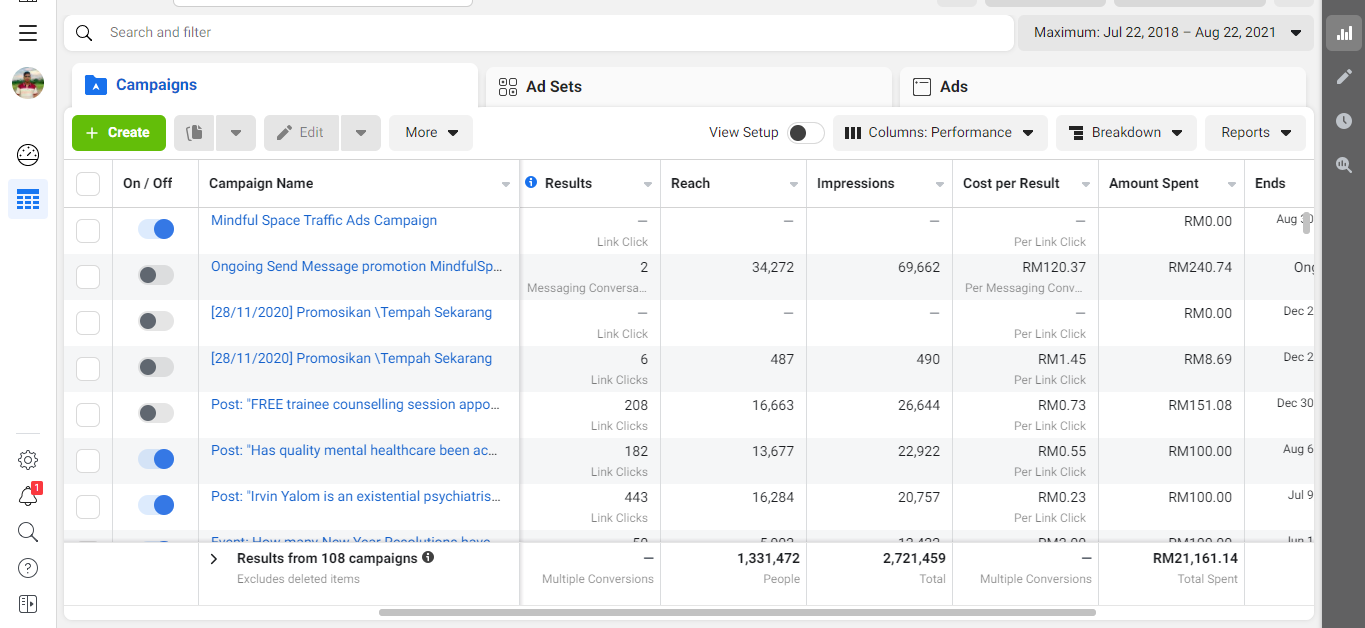 Search and filter
Maximum: Jul 22, 2018 – Aug 22, 2021
Campaigns
Ad Sets
Ads
+ Create
Edit
More
View Setup
Columns: Performance
Breakdown
Reports
On / Off Campaign Name Results Reach Impressions Cost per Result Amount Spent Ends
Mindful Space Traffic Ads Campaign — — — — RM0.00 Aug 30
Link Click Per Link Click
Ongoing Send Message promotion MindfulSp... 2 34,272 69,662 RM120.37 RM240.74 Ong
Messaging Conversa... Per Messaging Conv...
[28/11/2020] Promosikan \Tempah Sekarang — — — — RM0.00 Dec 2
Link Click Per Link Click
[28/11/2020] Promosikan \Tempah Sekarang 6 487 490 RM1.45 RM8.69 Dec 2
Link Clicks Per Link Click
Post: "FREE trainee counselling session appo... 208 16,663 26,644 RM0.73 RM151.08 Dec 30
Link Clicks Per Link Click
Post: "Has quality mental healthcare been ac... 182 13,677 22,922 RM0.55 RM100.00 Aug 6
Link Clicks Per Link Click
Post: "Irvin Yalom is an existential psychiatris... 443 16,284 20,757 RM0.23 RM100.00 Jul 9
Link Clicks Per Link Click
Event: How many New Year Resolutions have
1
Results from 108 campaigns — 1,331,472 2,721,459 — RM21,161.14
Excludes deleted items Multiple Conversions People Total Multiple Conversions Total Spent